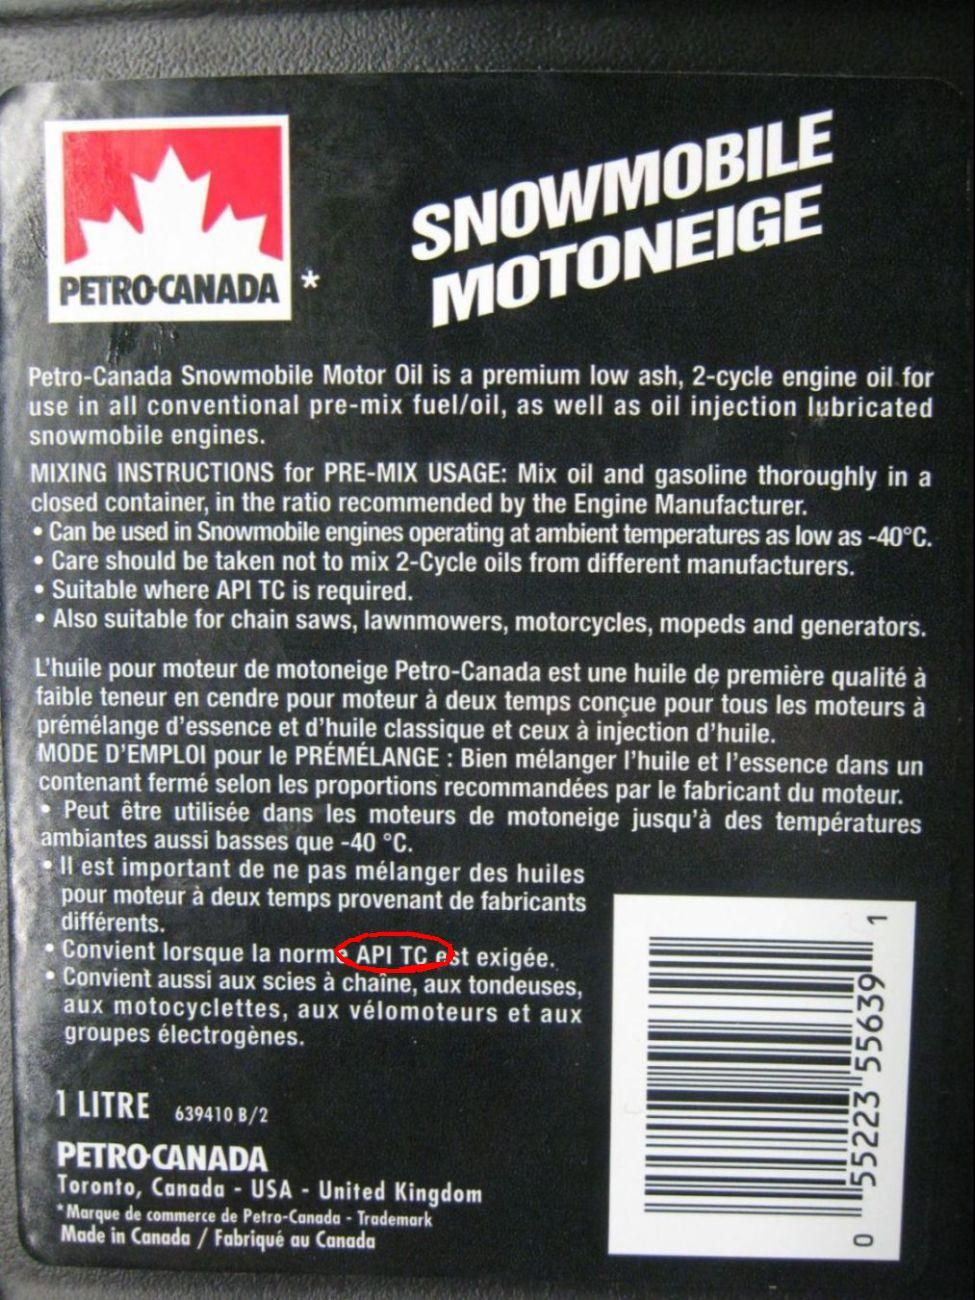 PETRO-CANADA *
SNOWMOBILE
MOTONEIGE
Petro-Canada Snowmobile Motor Oil is a premium low ash, 2-cycle engine oil for
use in all conventional pre-mix fuel/oil, as well as oil injection lubricated
snowmobile engines.
MIXING INSTRUCTIONS for PRE-MIX USAGE: Mix oil and gasoline thoroughly in a
closed container, in the ratio recommended by the Engine Manufacturer.
• Can be used in Snowmobile engines operating at ambient temperatures as low as -40°C.
• Care should be taken not to mix 2-Cycle oils from different manufacturers.
• Suitable where API TC is required.
• Also suitable for chain saws, lawnmowers, motorcycles, mopeds and generators.
L'huile pour moteur de motoneige Petro-Canada est une huile de première qualité à
faible teneur en cendre pour moteur à deux temps conçue pour tous les moteurs à
prémélange d'essence et d'huile classique et ceux à injection d'huile.
MODE D'EMPLOI pour le PRÉMÉLANGE : Bien mélanger l'huile et l'essence dans un
contenant fermé selon les proportions recommandées par le fabricant du moteur.
• Peut être utilisée dans les moteurs de motoneige jusqu'à des températures
ambiantes aussi basses que -40 °C.
• Il est important de ne pas mélanger des huiles
pour moteur à deux temps provenant de fabricants
différents.
• Convient lorsque la norme API TC est exigée.
• Convient aussi aux scies à chaîne, aux tondeuses,
aux motocyclettes, aux vélomoteurs et aux
groupes électrogènes.
1 LITRE 639410 B/2
PETRO-CANADA
Toronto, Canada - USA - United Kingdom
*Marque de commerce de Petro-Canada - Trademark
Made in Canada / Fabriqué au Canada
0 55223 55639 1